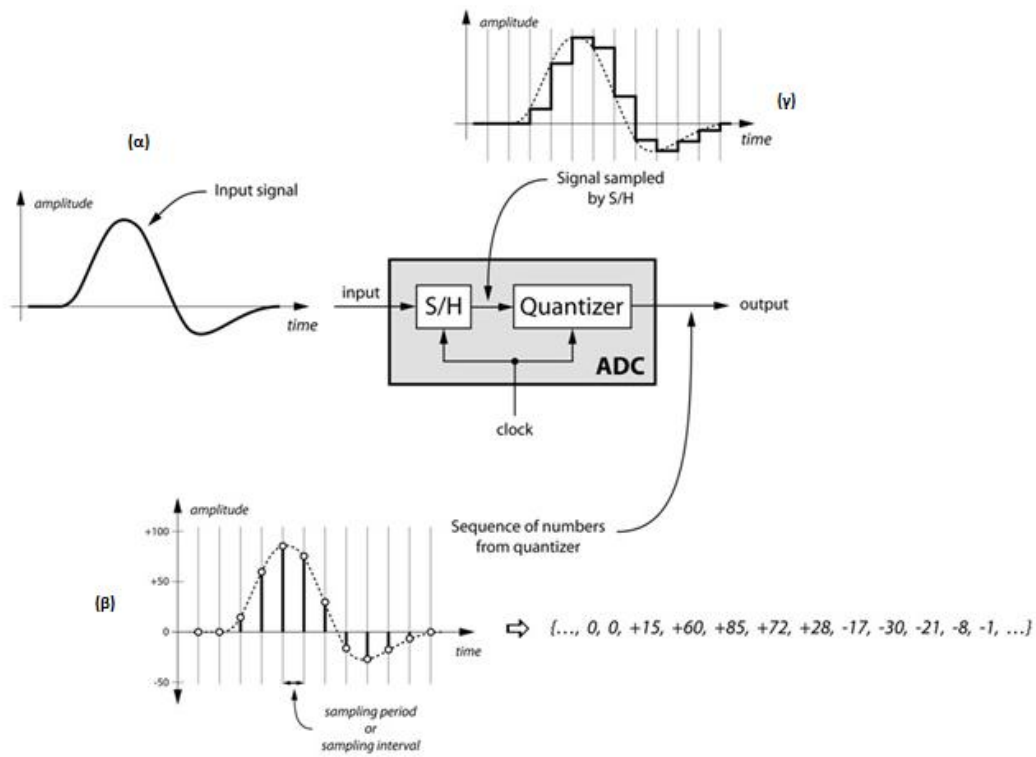 amplitude
(γ)
time
(α)
Signal sampled
by S/H
Input signal
amplitude
time
input
S/H
Quantizer
output
ADC
clock
amplitude
+100
Sequence of numbers
from quantizer
+50
(β)
0
time
{..., 0, 0, +15, +60, +85, +72, +28, -17, -30, -21, -8, -1, ...}
-50
sampling period
or
sampling interval